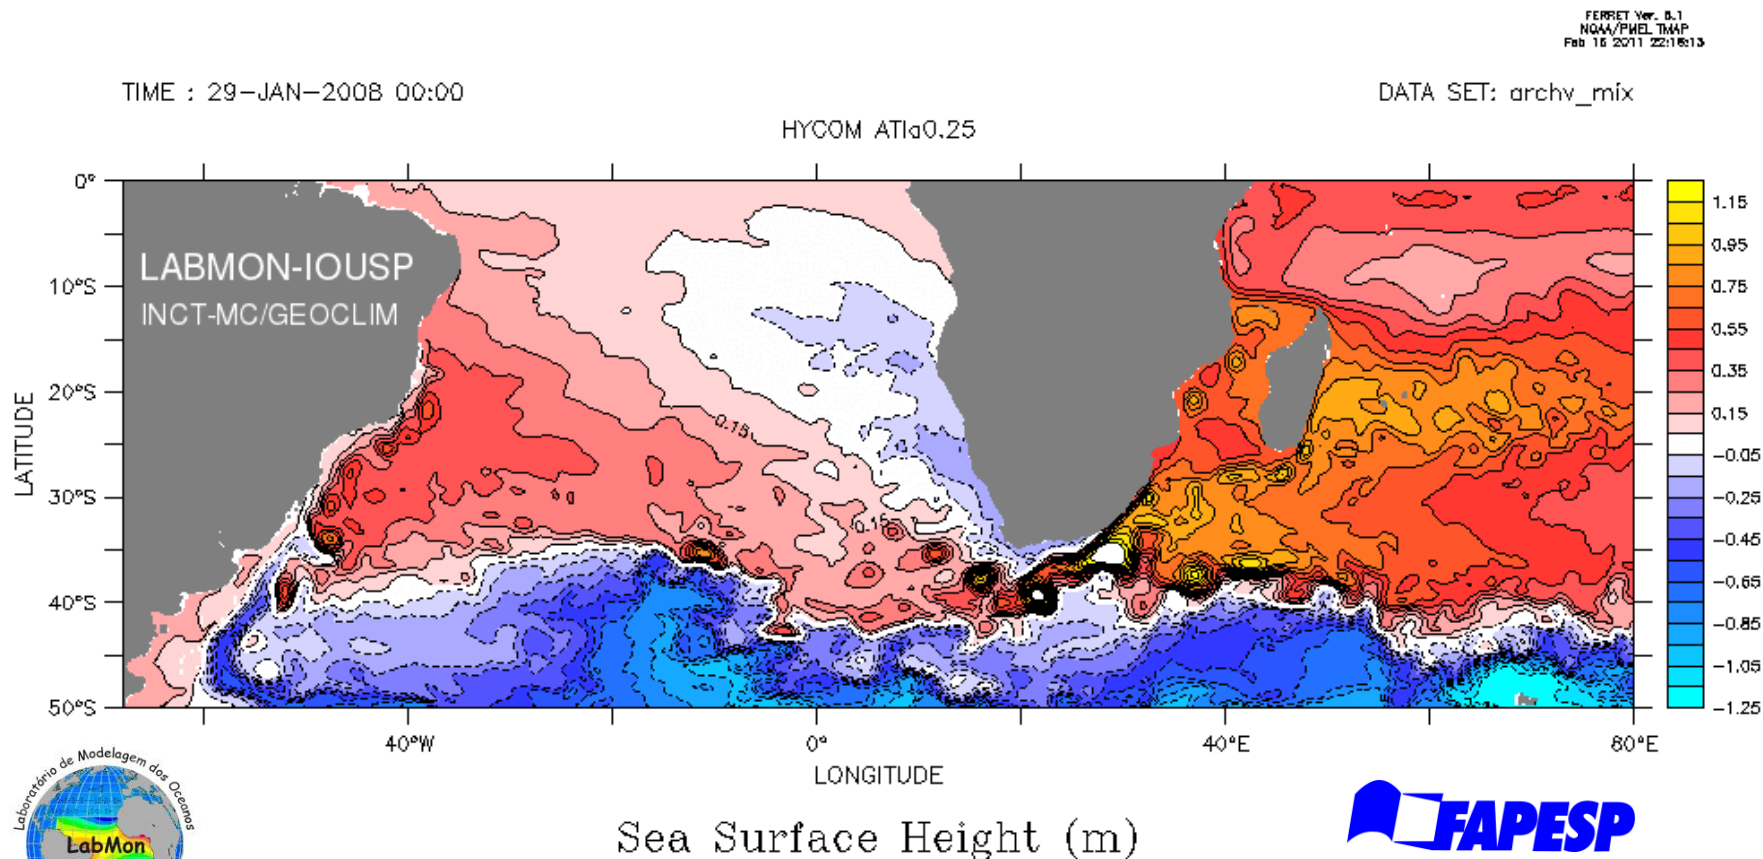 FERRET Ver. 6.1
NOAA/PMEL TMAP
Feb 16 2011 22:16:13
TIME : 29-JAN-2008 00:00
DATA SET: archv_mix
HYCOM ATla0.25
0°
10°S
20°S
30°S
40°S
50°S
LATITUDE
LABMON-IOUSP
INCT-MC/GEOCLIM
0.15
0.15
1.15
0.95
0.75
0.55
0.35
0.15
-0.05
-0.25
-0.45
-0.65
-0.85
-1.05
-1.25
40°W
0°
40°E
80°E
LONGITUDE
Laboratório de Modelagem dos Oceanos
LabMon
Sea Surface Height (m)
FAPESP